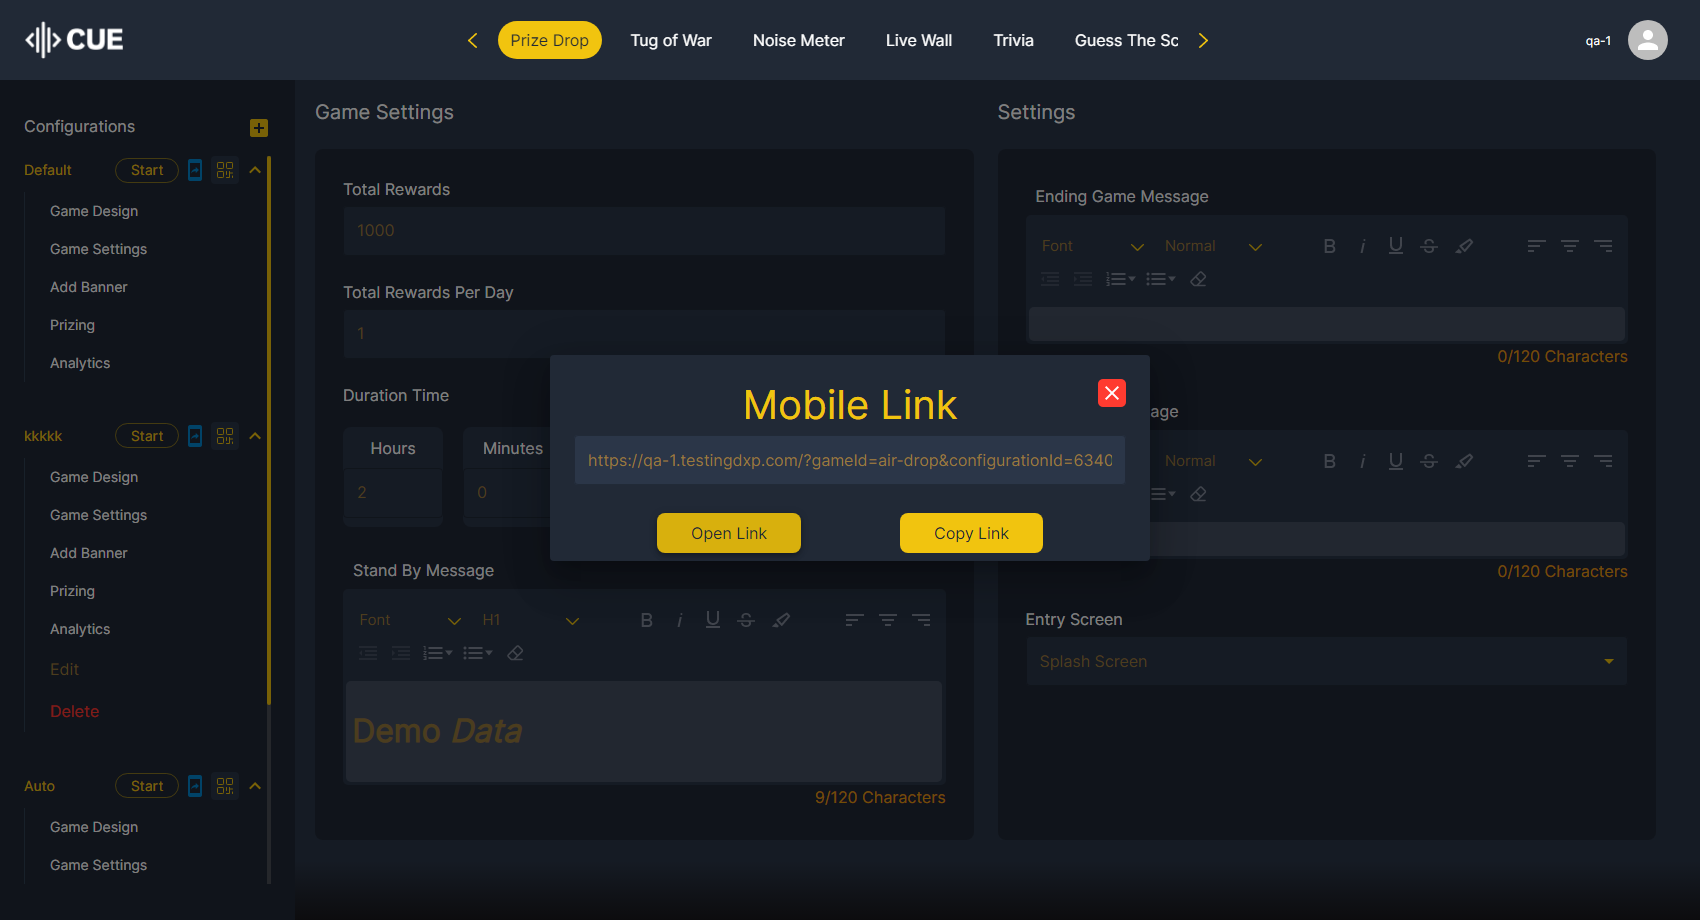 CUE
Prize Drop
Tug of War
Noise Meter
Live Wall
Trivia
Guess The Sc
qa-1
Configurations
Default
Start
Game Design
Game Settings
Add Banner
Prizing
Analytics
kkkkk
Start
Game Design
Game Settings
Add Banner
Prizing
Analytics
Edit
Delete
Auto
Start
Game Design
Game Settings
Game Settings
Total Rewards
1000
Total Rewards Per Day
1
Duration Time
Hours
Minutes
2
0
Stand By Message
Font
H1
Demo Data
9/120 Characters
Mobile Link
https://qa-1.testingdxp.com/?gameId=air-drop&configurationId=6340
Open Link
Copy Link
Settings
Ending Game Message
Font
Normal
0/120 Characters
age
Normal
0/120 Characters
Entry Screen
Splash Screen